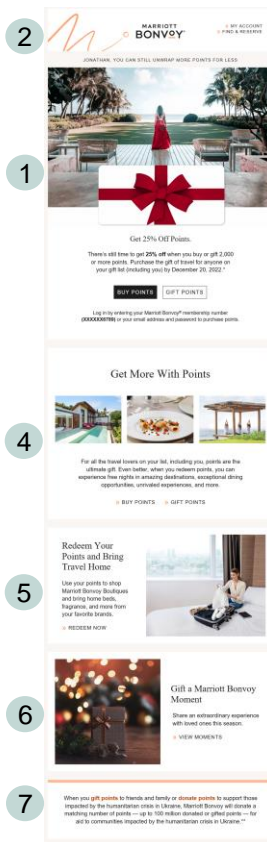 2
MARRIOTT
BONVOY
MY ACCOUNT
FIND & RESERVE
JONATHAN, YOU CAN STILL UNWRAP MORE POINTS FOR LESS
1
Get 25% Off Points.
There's still time to get 25% off when you buy or gift 2,000
or more points. Purchase the gift of travel for anyone on
your gift list (including you) by December 20, 2022.*
BUY POINTS GIFT POINTS
Log in by entering your Marriott Bonvoy® membership number
(XXXXXX6789) or your email address and password to purchase points.
Get More With Points
4
For all the travel lovers on your list, including you, points are the
ultimate gift. Even better, when you redeem points, you can
experience free nights in amazing destinations, exceptional dining
opportunities, unrivaled experiences, and more.
BUY POINTS GIFT POINTS
5
Redeem Your
Points and Bring
Travel Home
Use your points to shop
Marriott Bonvoy Boutiques
and bring home beds,
fragrance, and more from
your favorite brands.
REDEEM NOW
6
Gift a Marriott Bonvoy
Moment
Share an extraordinary experience
with loved ones this season.
VIEW MOMENTS
7
When you gift points to friends and family or donate points to support those
impacted by the humanitarian crisis in Ukraine, Marriott Bonvoy will donate a
matching number of points — up to 100 million donated or gifted points — for
aid to communities impacted by the humanitarian crisis in Ukraine.**